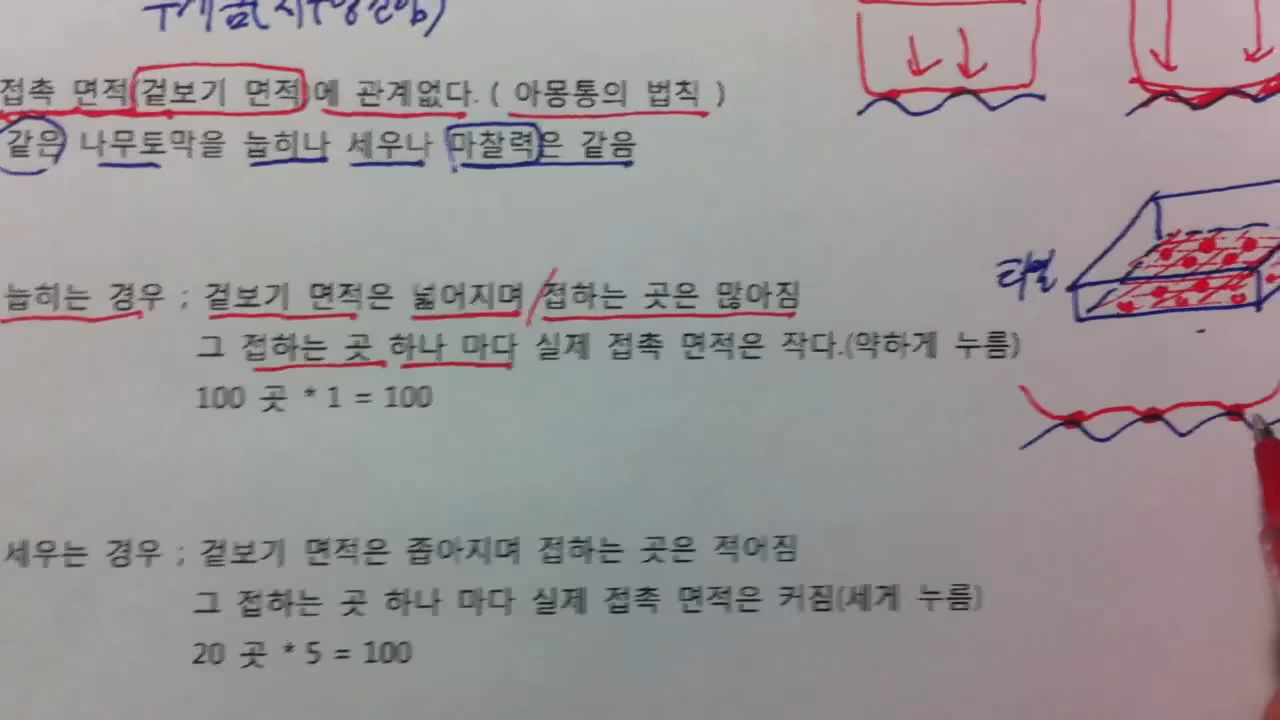 접촉 면적 겉보기 면적 에 관계없다. ( 아몽통의 법칙 )
같은 나무토막을 눕히나 세우나 마찰력은 같음
타일
눕히는 경우 ; 겉보기 면적은 넓어지며 접하는 곳은 많아짐
그 접하는 곳 하나 마다 실제 접촉 면적은 작다.(약하게 누름)
100 곳 * 1 = 100
세우는 경우 ; 겉보기 면적은 좁아지며 접하는 곳은 적어짐
그 접하는 곳 하나 마다 실제 접촉 면적은 커짐(세게 누름)
20 곳 * 5 = 100